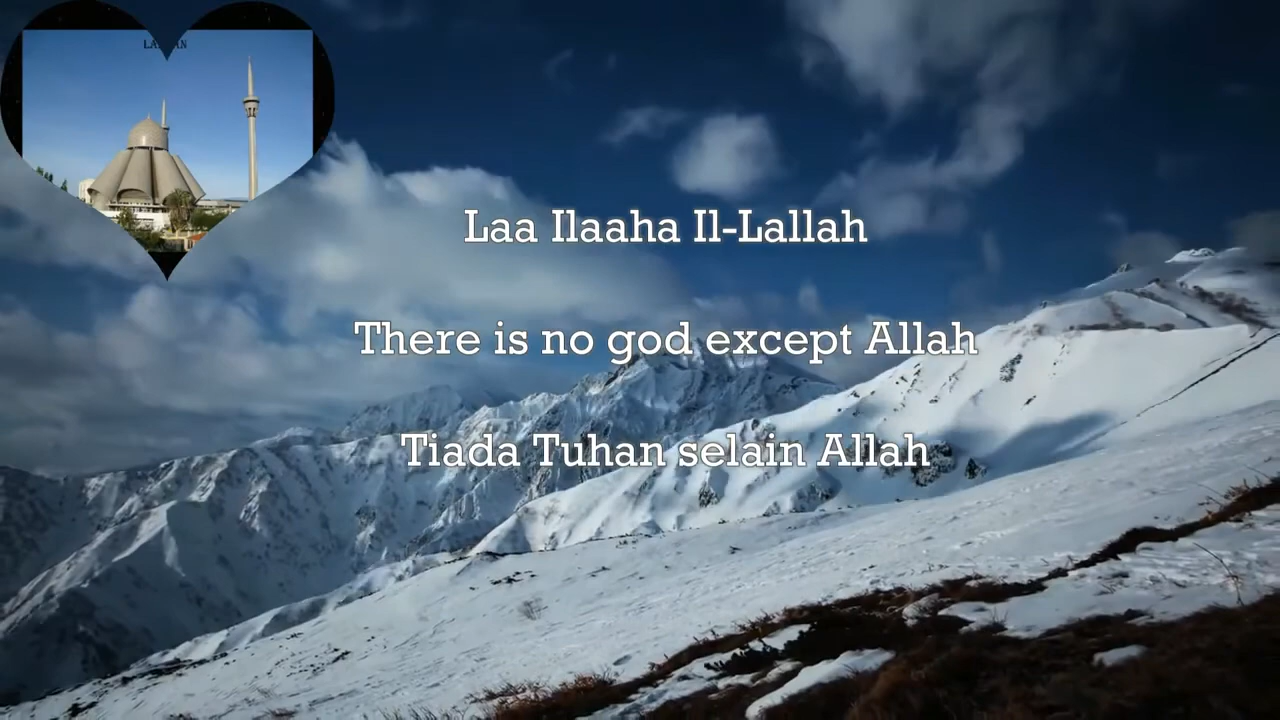 Laa Ilaaha Il-Lallah
There is no god except Allah
Tiada Tuhan selain Allah